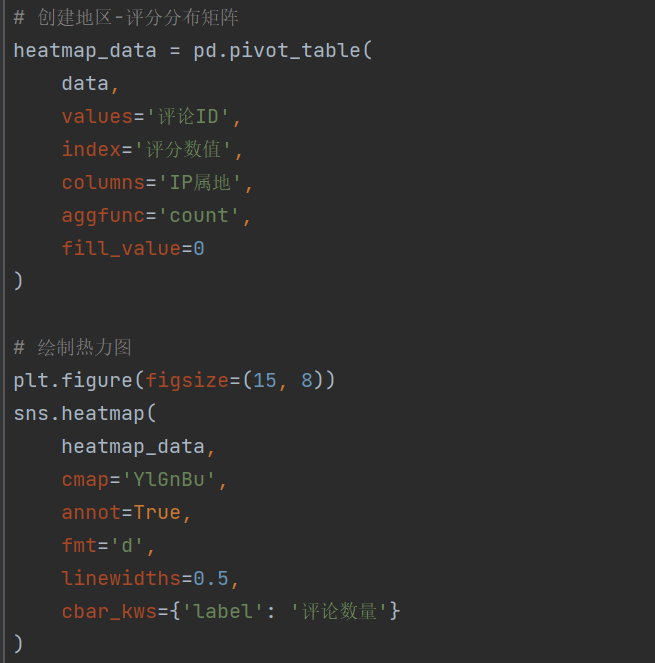 # 创建地区-评分分布矩阵
heatmap_data = pd.pivot_table(
    data,
    values='评论ID',
    index='评分数值',
    columns='IP属地',
    aggfunc='count',
    fill_value=0
)

# 绘制热力图
plt.figure(figsize=(15, 8))
sns.heatmap(
    heatmap_data,
    cmap='YlGnBu',
    annot=True,
    fmt='d',
    linewidths=0.5,
    cbar_kws={'label': '评论数量'}
)